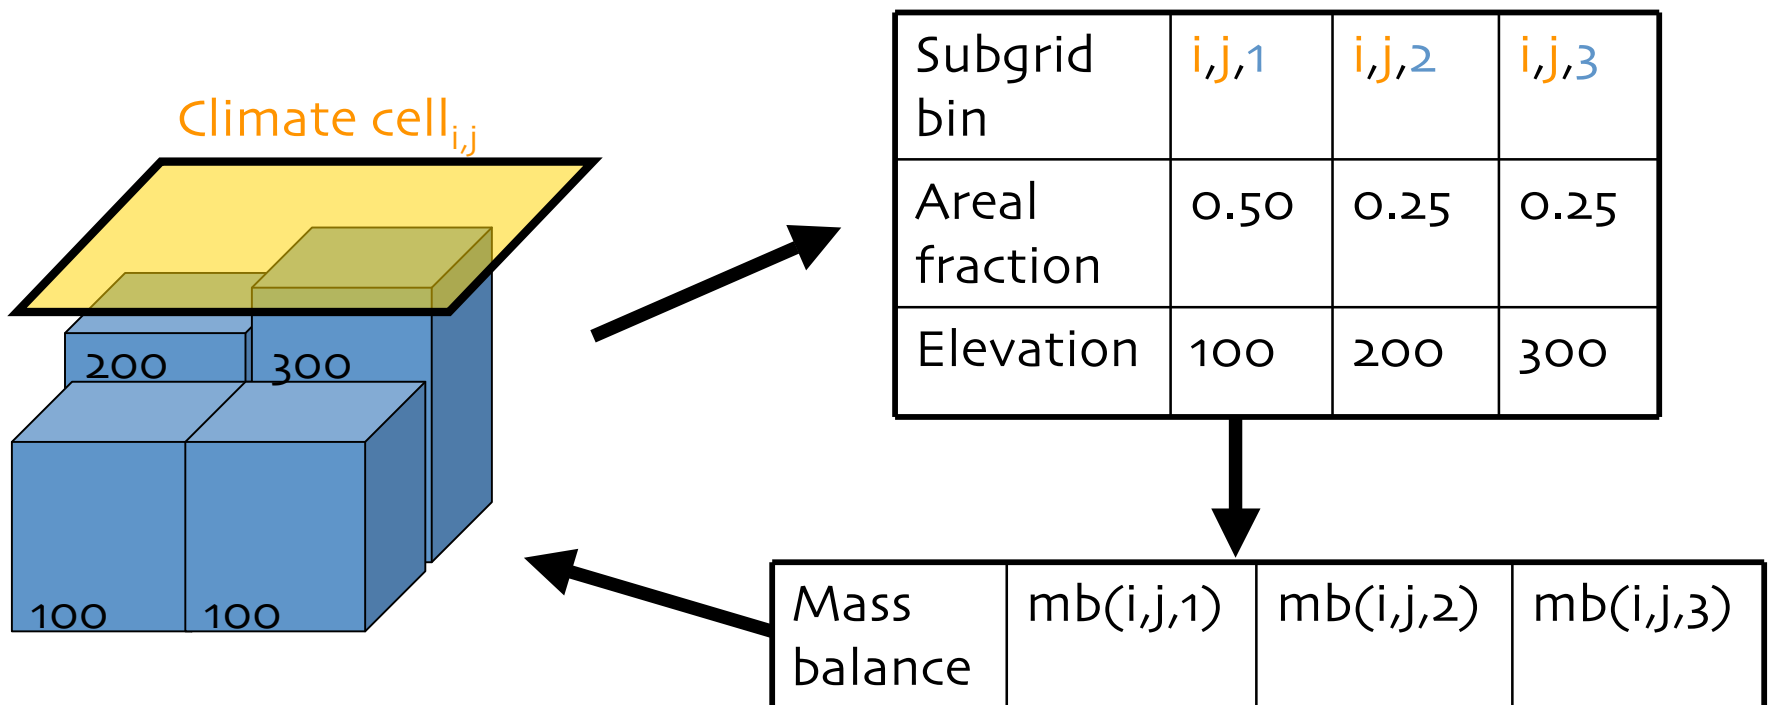 Climate cell i,j
200 300
100 100
Subgrid bin i,j,1 i,j,2 i,j,3
Areal fraction 0.50 0.25 0.25
Elevation 100 200 300
Mass balance mb(i,j,1) mb(i,j,2) mb(i,j,3)